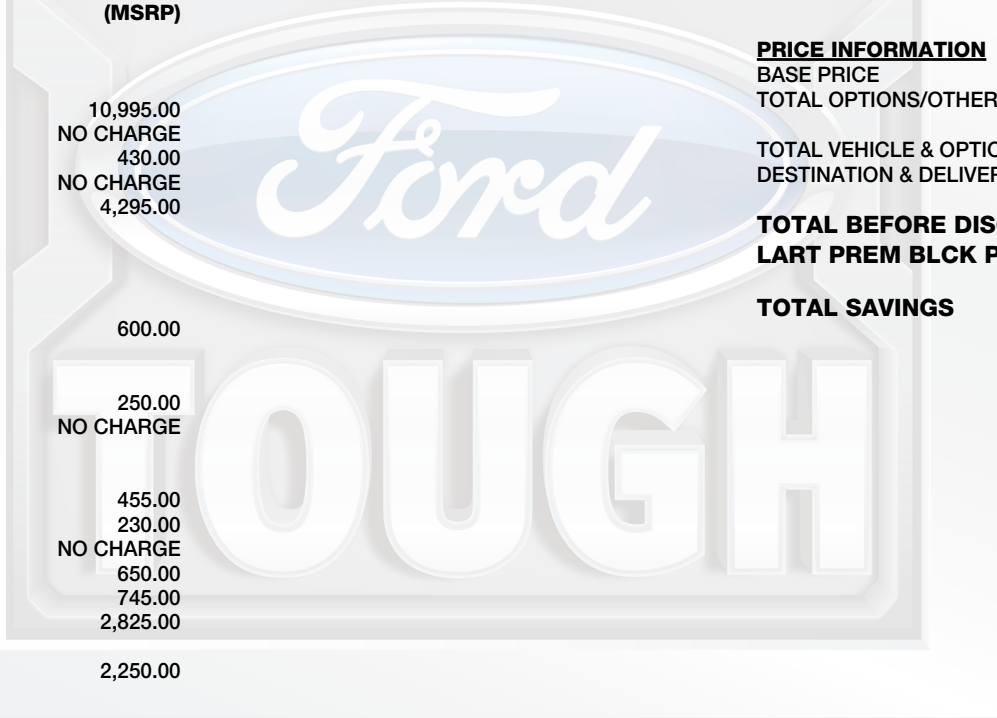 (MSRP)
10,995.00
NO CHARGE
430.00
NO CHARGE
4,295.00
600.00
250.00
NO CHARGE
455.00
230.00
NO CHARGE
650.00
745.00
2,825.00
2,250.00
PRICE INFORMATION
BASE PRICE
TOTAL OPTIONS/OTHER
TOTAL VEHICLE & OPTIO
DESTINATION & DELIVER
TOTAL BEFORE DIS
LART PREM BLCK P
TOTAL SAVINGS
Ford
TOUGH